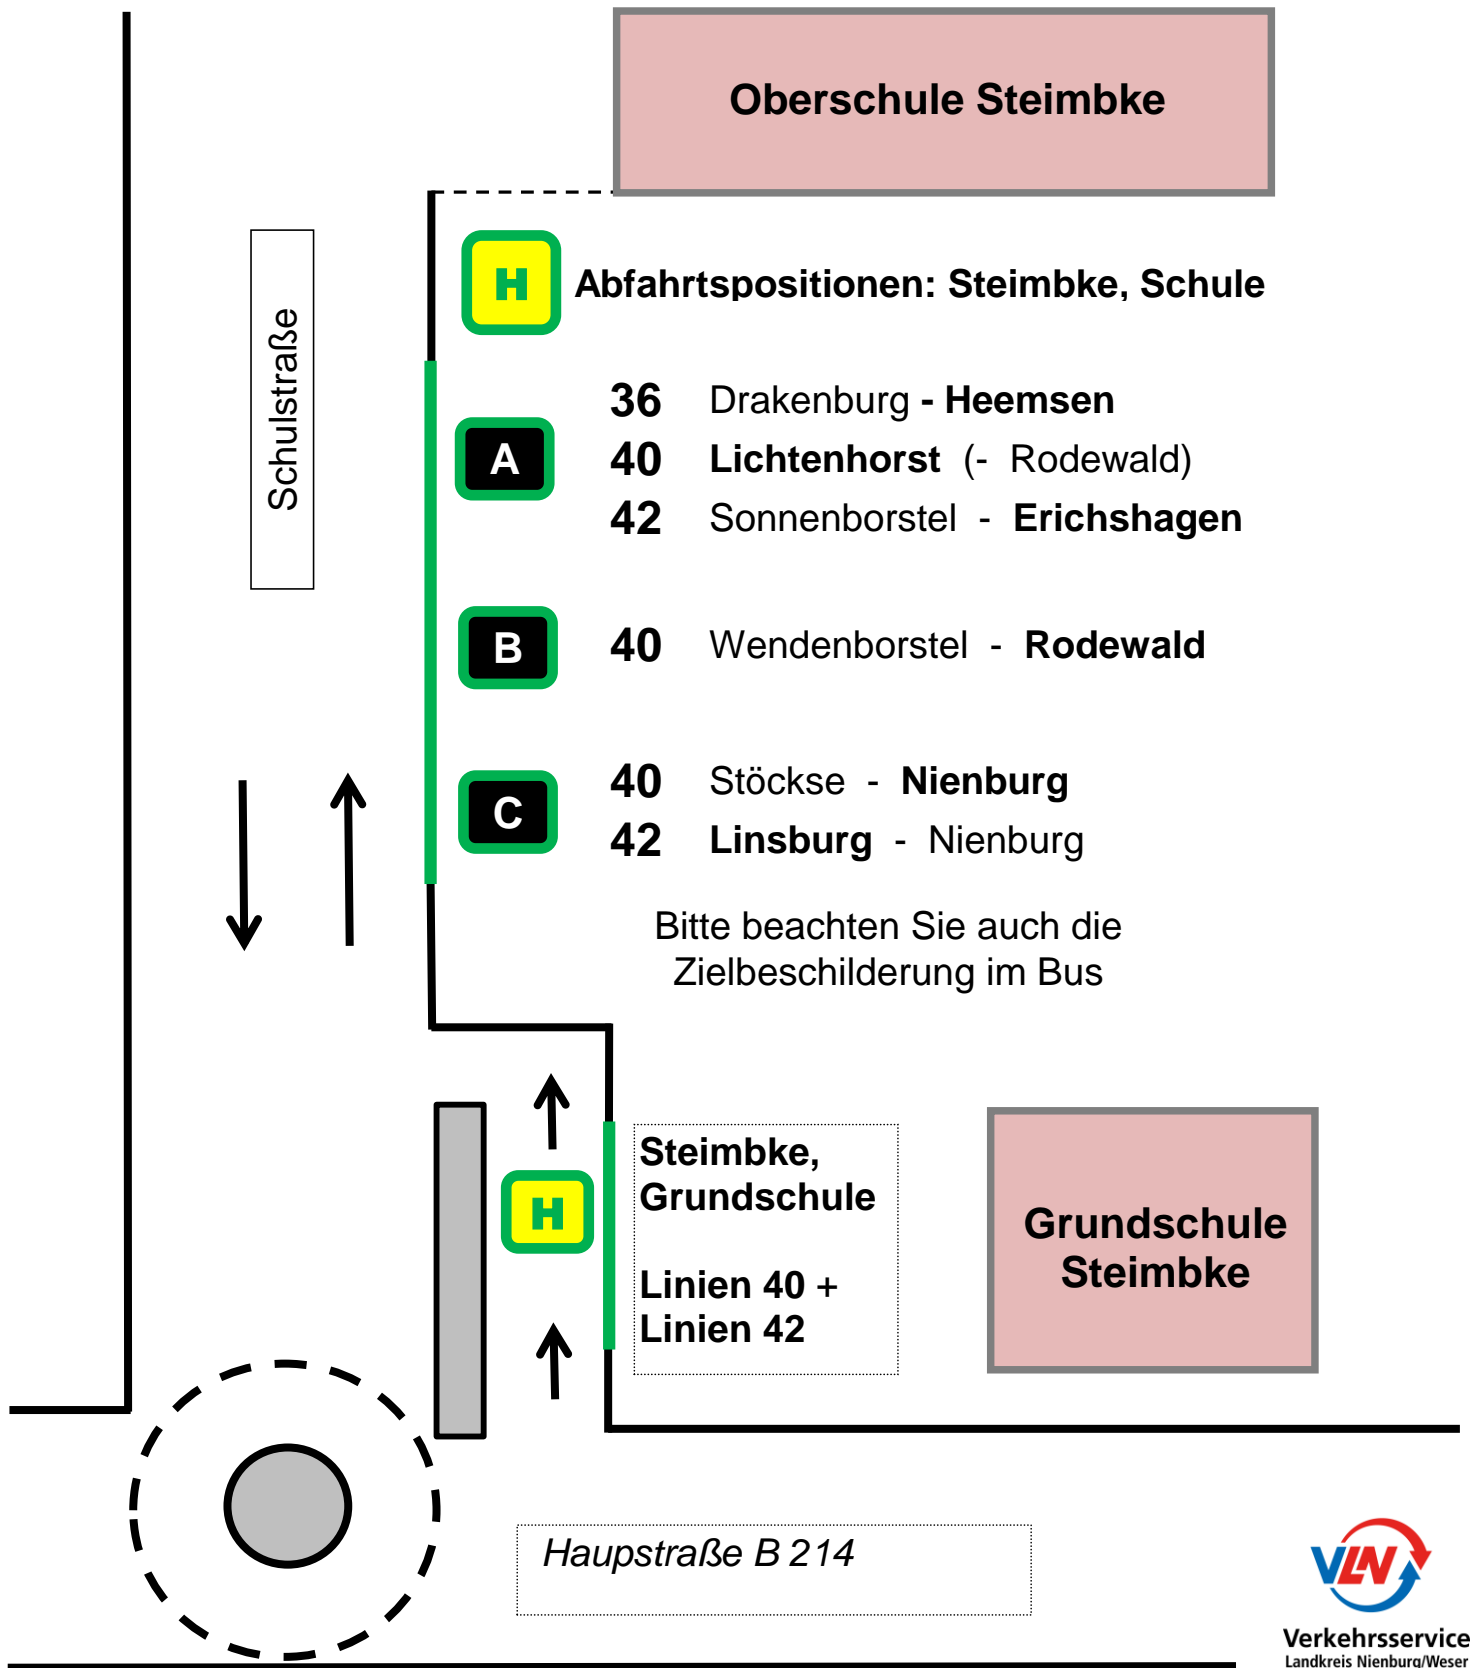 Oberschule Steimbke
Schulstraße
H
Abfahrtspositionen: Steimbke, Schule
A
36 Drakenburg - Heemsen
40 Lichtenhorst (- Rodewald)
42 Sonnenborstel - Erichshagen
B
40 Wendenborstel - Rodewald
C
40 Stöckse - Nienburg
42 Linsburg - Nienburg
Bitte beachten Sie auch die
Zielbeschilderung im Bus
H
Steimbke,
Grundschule
Linien 40 +
Linien 42
Grundschule
Steimbke
Haupstraße B 214
VLN
Verkehrsservice
Landkreis Nienburg/Weser